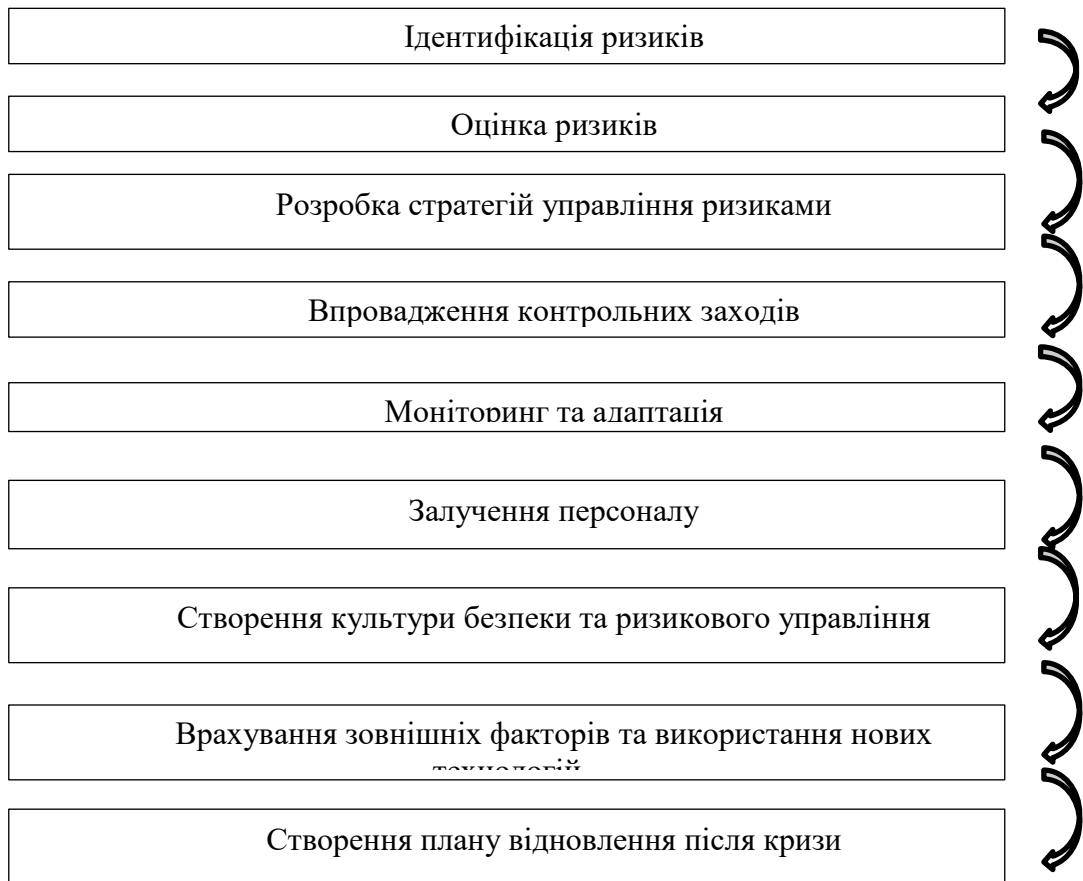 Ідентифікація ризиків
Оцінка ризиків
Розробка стратегій управління ризиками
Впровадження контрольних заходів
Моніторинг та адаптація
Залучення персоналу
Створення культури безпеки та ризикового управління
Врахування зовнішніх факторів та використання нових
технологій
Створення плану відновлення після кризи